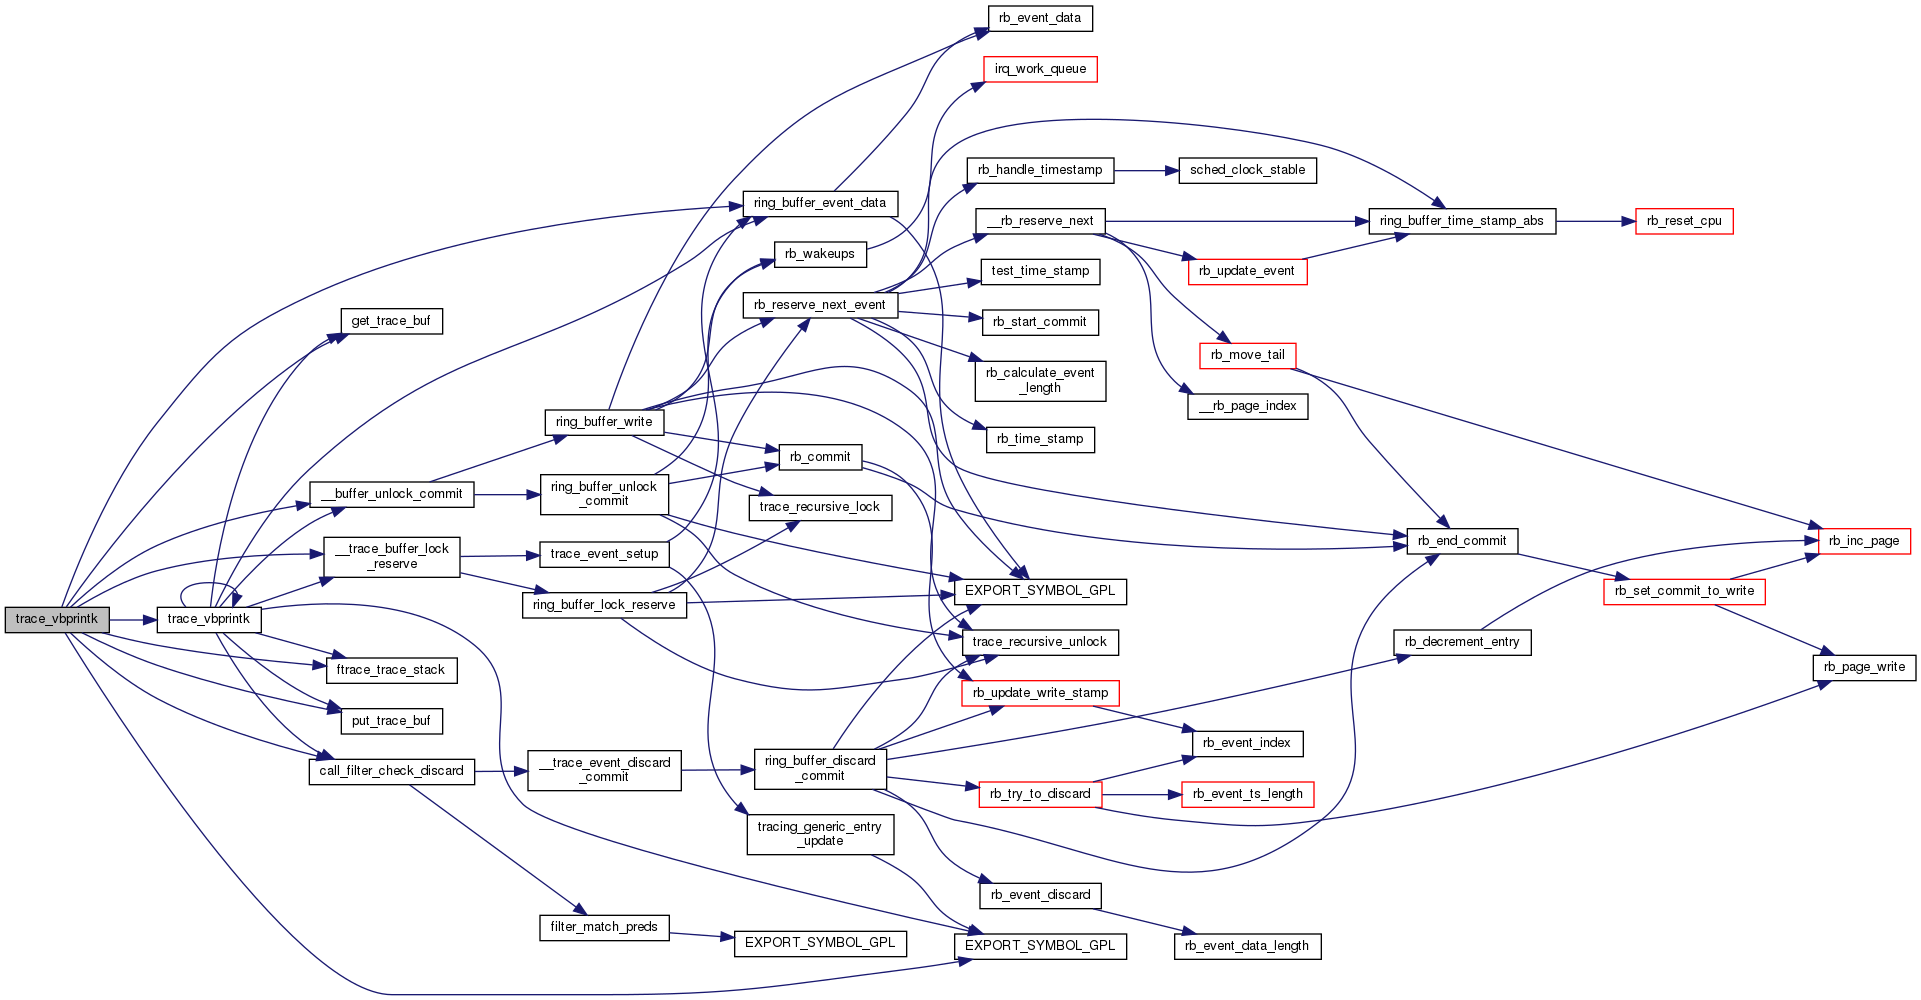 rb_event_data
irq_work_queue
rb_handle_timestamp
sched_clock_stable
ring_buffer_event_data
__rb_reserve_next
ring_buffer_time_stamp_abs
rb_reset_cpu
rb_wakeups
test_time_stamp
rb_update_event
rb_reserve_next_event
get_trace_buf
rb_start_commit
rb_move_tail
rb_calculate_event
_length
__rb_page_index
ring_buffer_write
rb_time_stamp
rb_commit
__buffer_unlock_commit
ring_buffer_unlock
_commit
trace_recursive_lock
rb_end_commit
rb_inc_page
__trace_buffer_lock
_reserve
trace_event_setup
EXPORT_SYMBOL_GPL
rb_set_commit_to_write
ring_buffer_lock_reserve
trace_vbprintk
trace_vbprintk
trace_recursive_unlock
rb_decrement_entry
ftrace_trace_stack
rb_page_write
rb_update_write_stamp
put_trace_buf
rb_event_index
call_filter_check_discard
__trace_event_discard
_commit
ring_buffer_discard
_commit
rb_try_to_discard
rb_event_ts_length
tracing_generic_entry
_update
rb_event_discard
filter_match_preds
EXPORT_SYMBOL_GPL
EXPORT_SYMBOL_GPL
rb_event_data_length